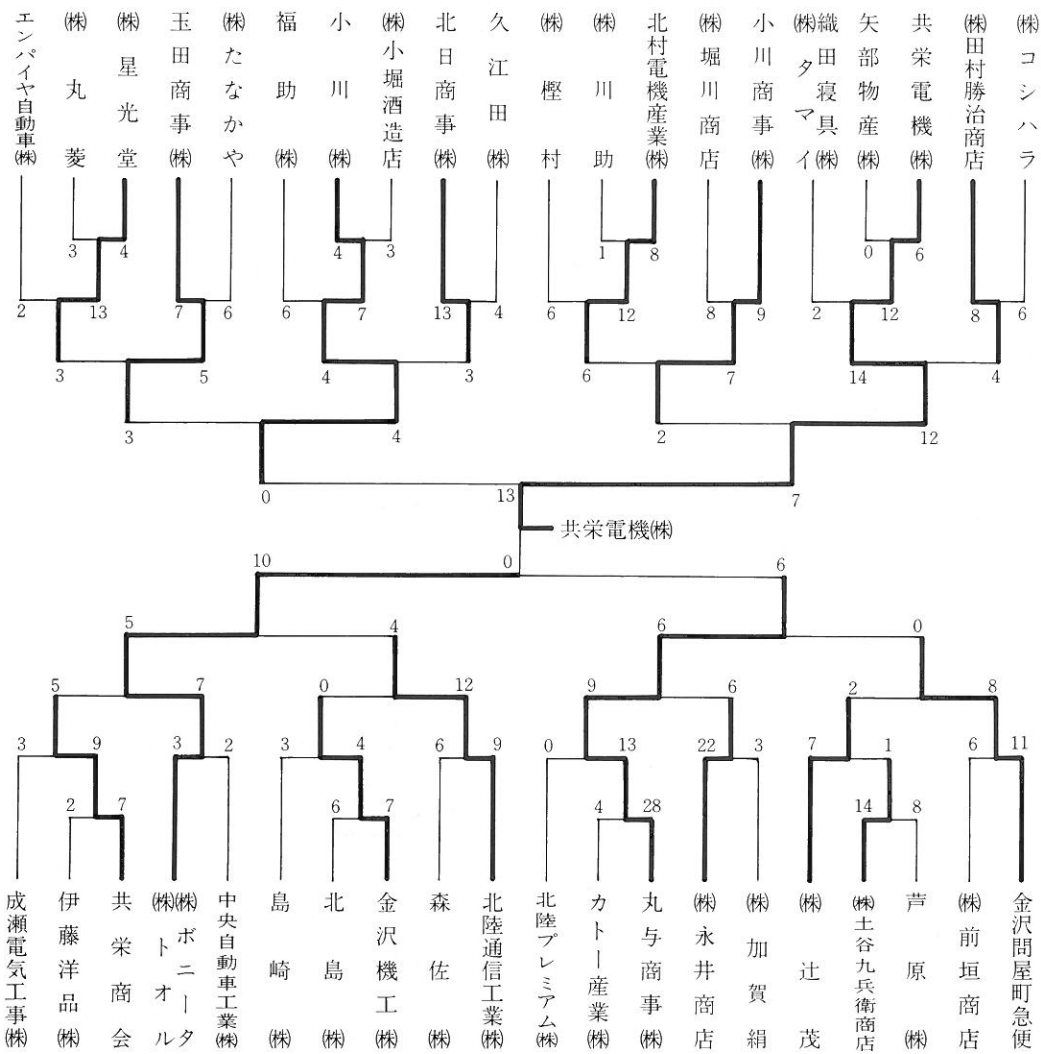 エンパイヤ自動車㈱
㈱丸菱
㈱星光堂
玉田商事㈱
㈱たなかや
福助㈱
小川㈱
㈱小堀酒造店
北日商事㈱
久江田㈱
㈱樫村
㈱川助
北村電機産業㈱
㈱堀川商店
小川商事㈱
㈱タマイ
織田寝具㈱
矢部物産㈱
共栄電機㈱
㈱田村勝治商店
㈱コシハラ
3 4 4 3 1 8 0 6
2 13 7 6 6 7 13 4 6 12 8 9 2 12 8 6
3 5 4 3 6 7 14 4
3 4 2 12
0 13 7
共栄電機㈱
10 0 6
5 4 6 0
5 7 0 12 9 6 2 8
3 9 3 2 3 4 6 9 0 13 22 3 7 1 6 11
2 7 6 7 4 28 14 8
成瀬電気工事㈱
伊藤洋品㈱
共栄商会
㈱トオル
㈱ボニータ
中央自動車工業㈱
島崎㈱
北島㈱
金沢機工㈱
森佐㈱
北陸通信工業㈱
北陸プレミアム㈱
カトー産業㈱
丸与商事㈱
㈱永井商店
㈱加賀絹
㈱辻茂
㈱土谷九兵衛商店
芦原㈱
㈱前垣商店
金沢問屋町急便